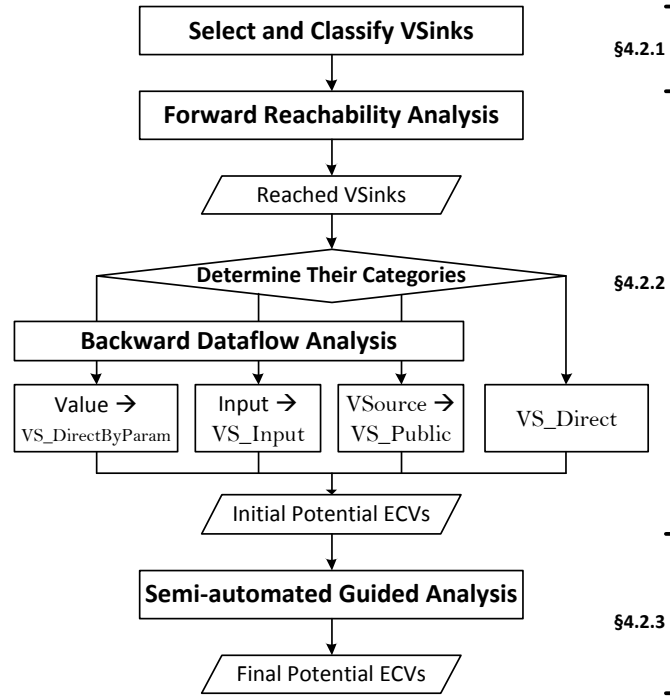 Select and Classify VSinks
§4.2.1
Forward Reachability Analysis
Reached VSinks
Determine Their Categories
§4.2.2
Backward Dataflow Analysis
Value →
VS_DirectByParam
Input →
VS_Input
VSource →
VS_Public
VS_Direct
Initial Potential ECVs
Semi-automated Guided Analysis
§4.2.3
Final Potential ECVs